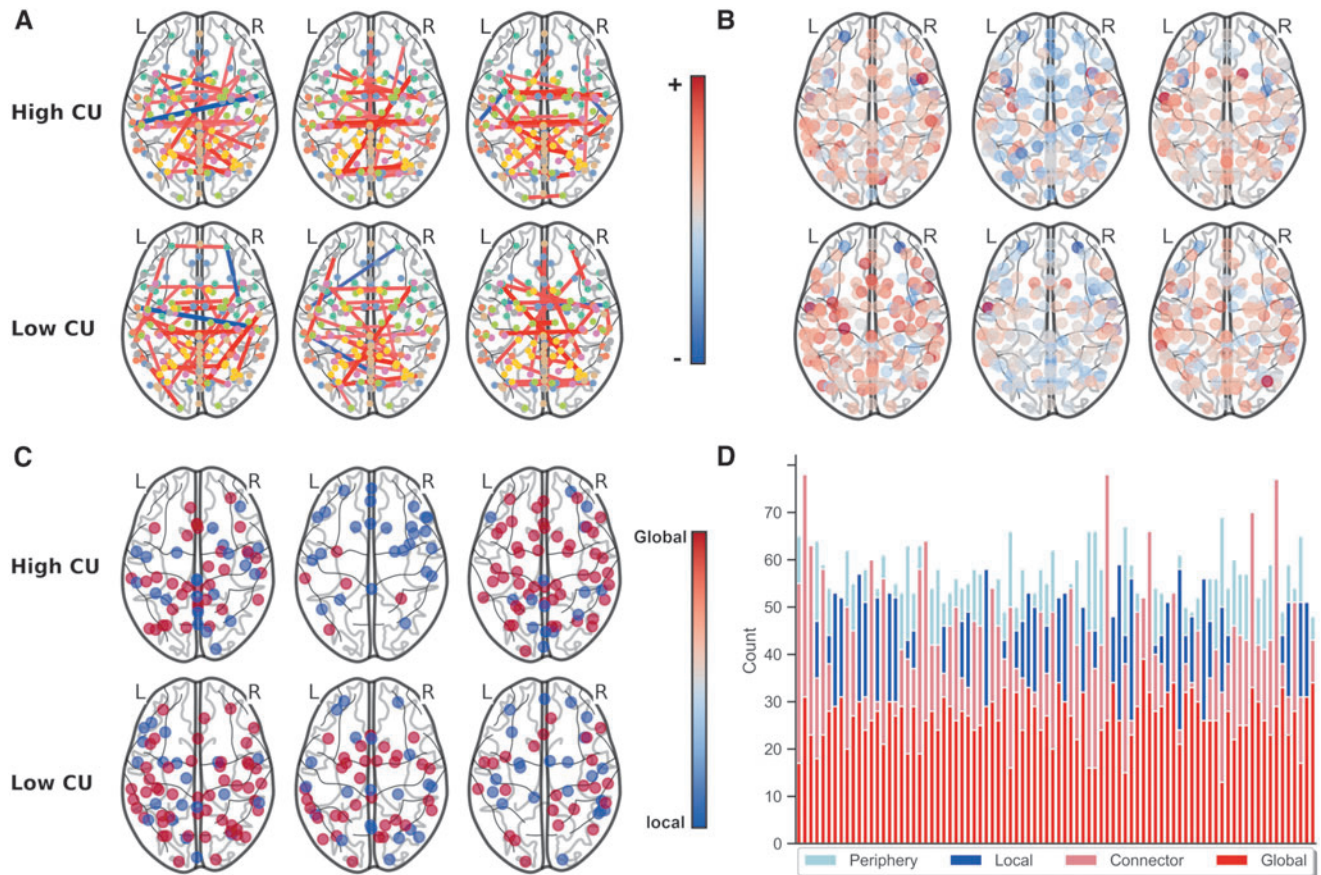 A
L R L R L R
High CU
L R L R L R
Low CU
+
-
B
L R L R L R
L R L R L R
C
L R L R L R
High CU
L R L R L R
Low CU
Global
local
D
70
60
50
40
30
20
10
0
Count
Periphery Local Connector Global